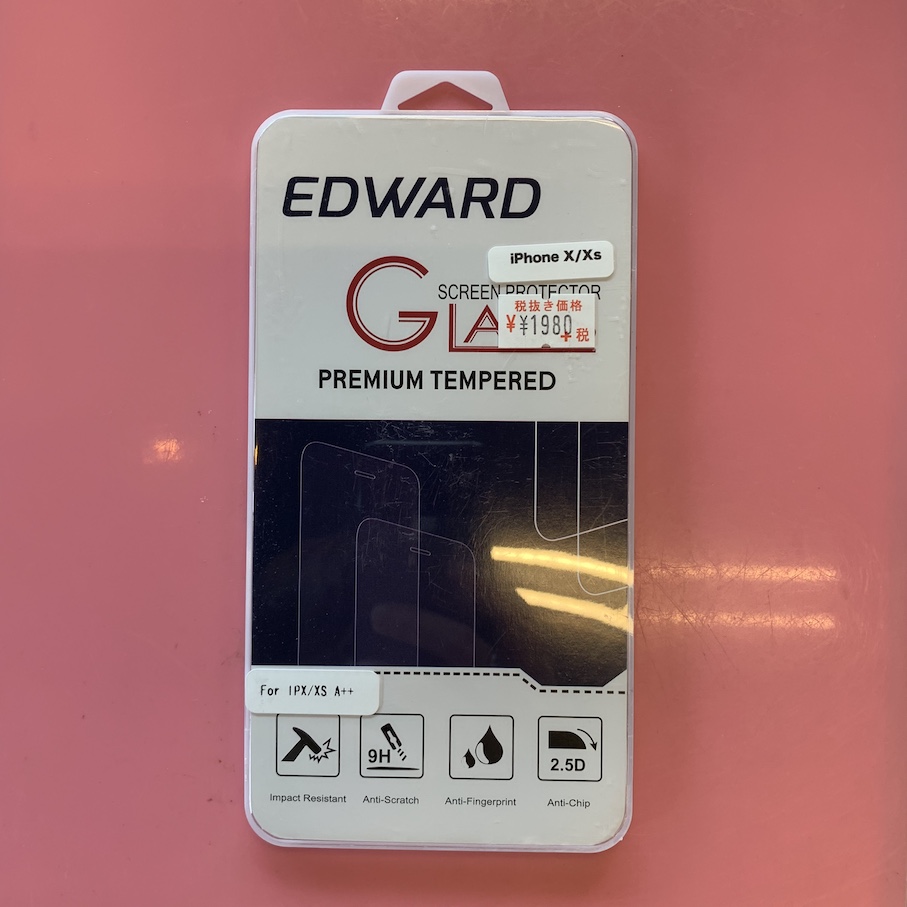 EDWARD
iPhone X/Xs
SCREEN PROTECTOR
GLA
税抜き価格
¥¥1980+税
PREMIUM TEMPERED
For IPX/XS A++
9H
2.5D
Impact Resistant
Anti-Scratch
Anti-Fingerprint
Anti-Chip